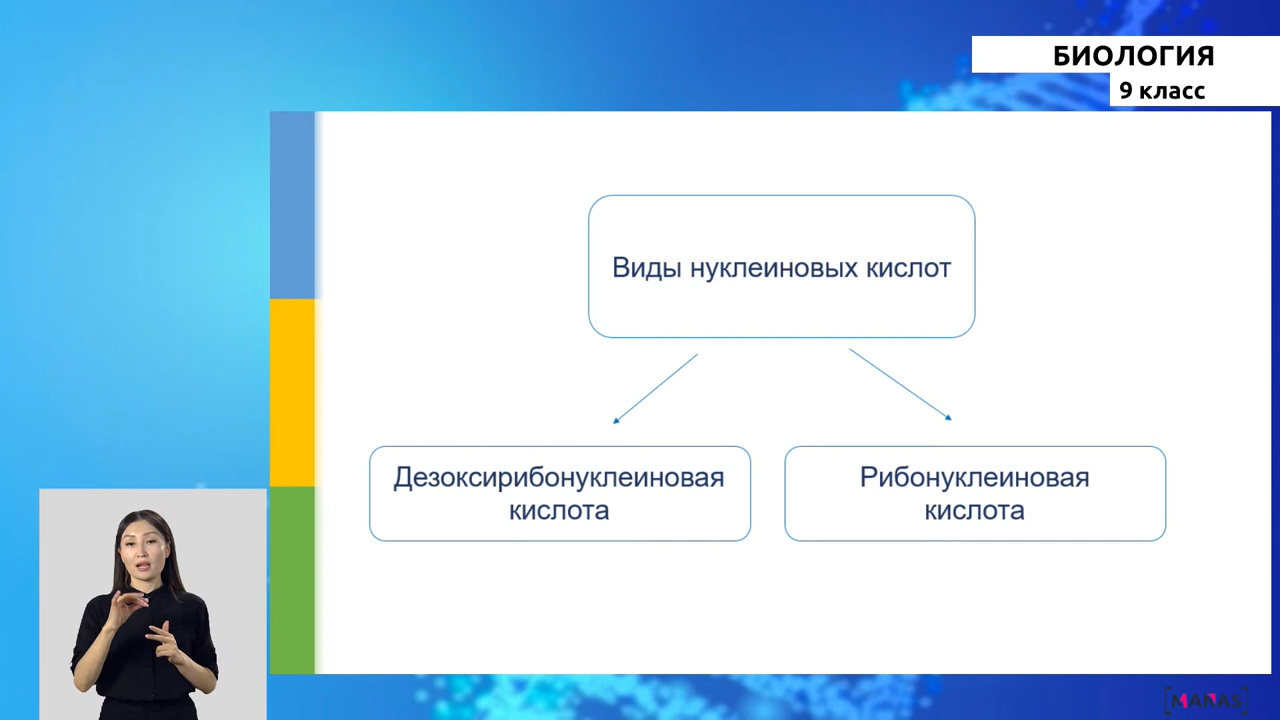 БИОЛОГИЯ
9 класс
Виды нуклеиновых кислот
Дезоксирибонуклеиновая
кислота
Рибонуклеиновая
кислота
MANAS